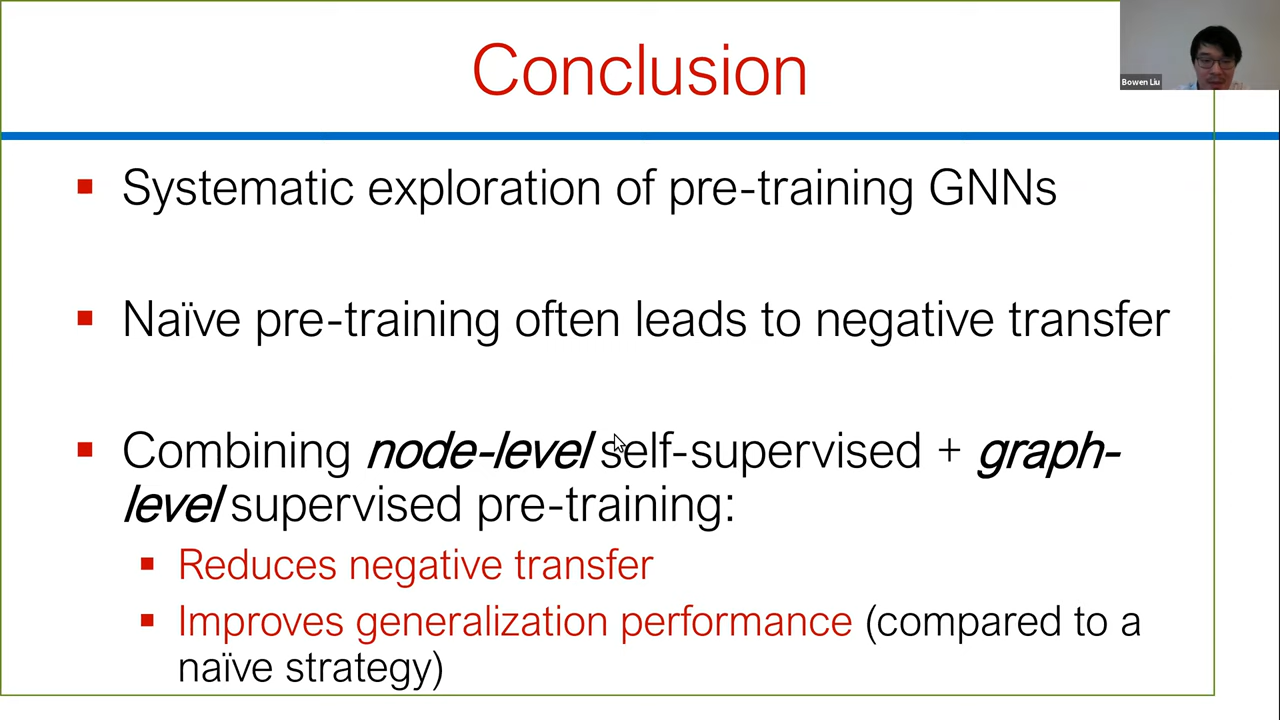 Conclusion
Bowen Liu
Systematic exploration of pre-training GNNs
Naïve pre-training often leads to negative transfer
Combining node-level self-supervised + graph-
level supervised pre-training:
Reduces negative transfer
Improves generalization performance (compared to a
naïve strategy)